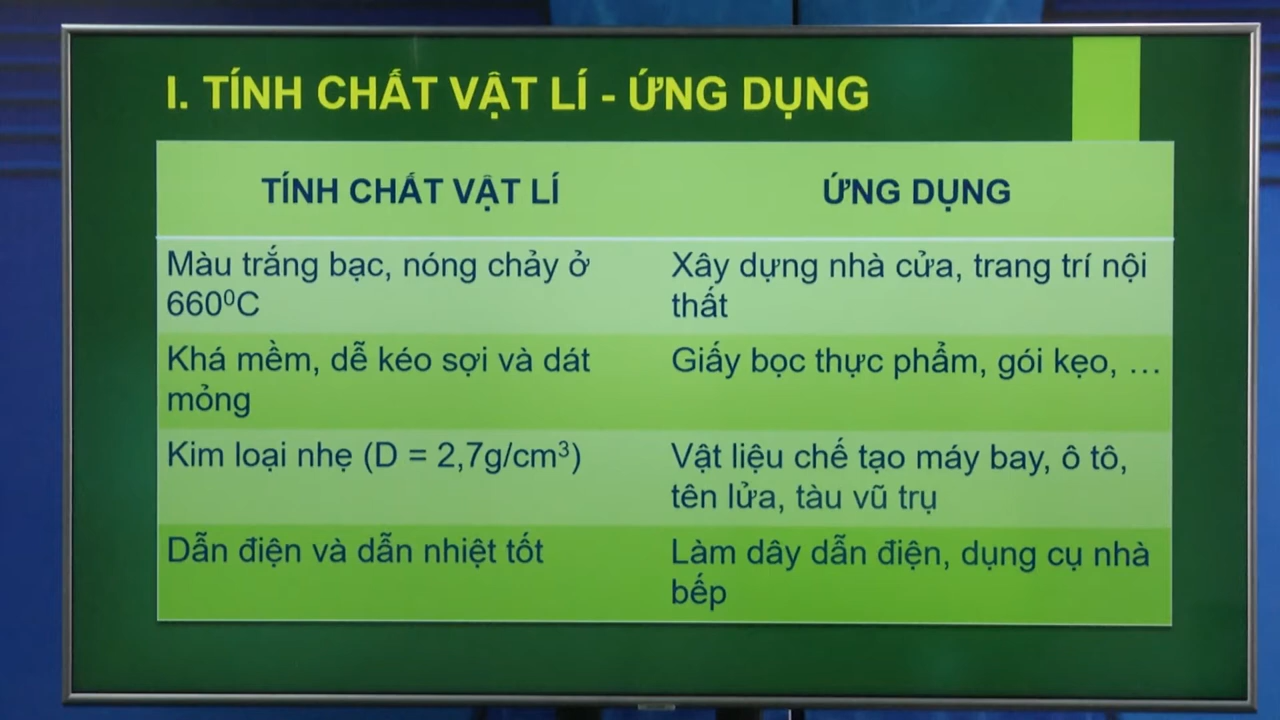 I. TÍNH CHẤT VẬT LÍ - ỨNG DỤNG
TÍNH CHẤT VẬT LÍ
ỨNG DỤNG
Màu trắng bạc, nóng chảy ở
660⁰C
Xây dựng nhà cửa, trang trí nội
thất
Khá mềm, dễ kéo sợi và dát
mỏng
Giấy bọc thực phẩm, gói kẹo, …
Kim loại nhẹ (D = 2,7g/cm³)
Vật liệu chế tạo máy bay, ô tô,
tên lửa, tàu vũ trụ
Dẫn điện và dẫn nhiệt tốt
Làm dây dẫn điện, dụng cụ nhà
bếp